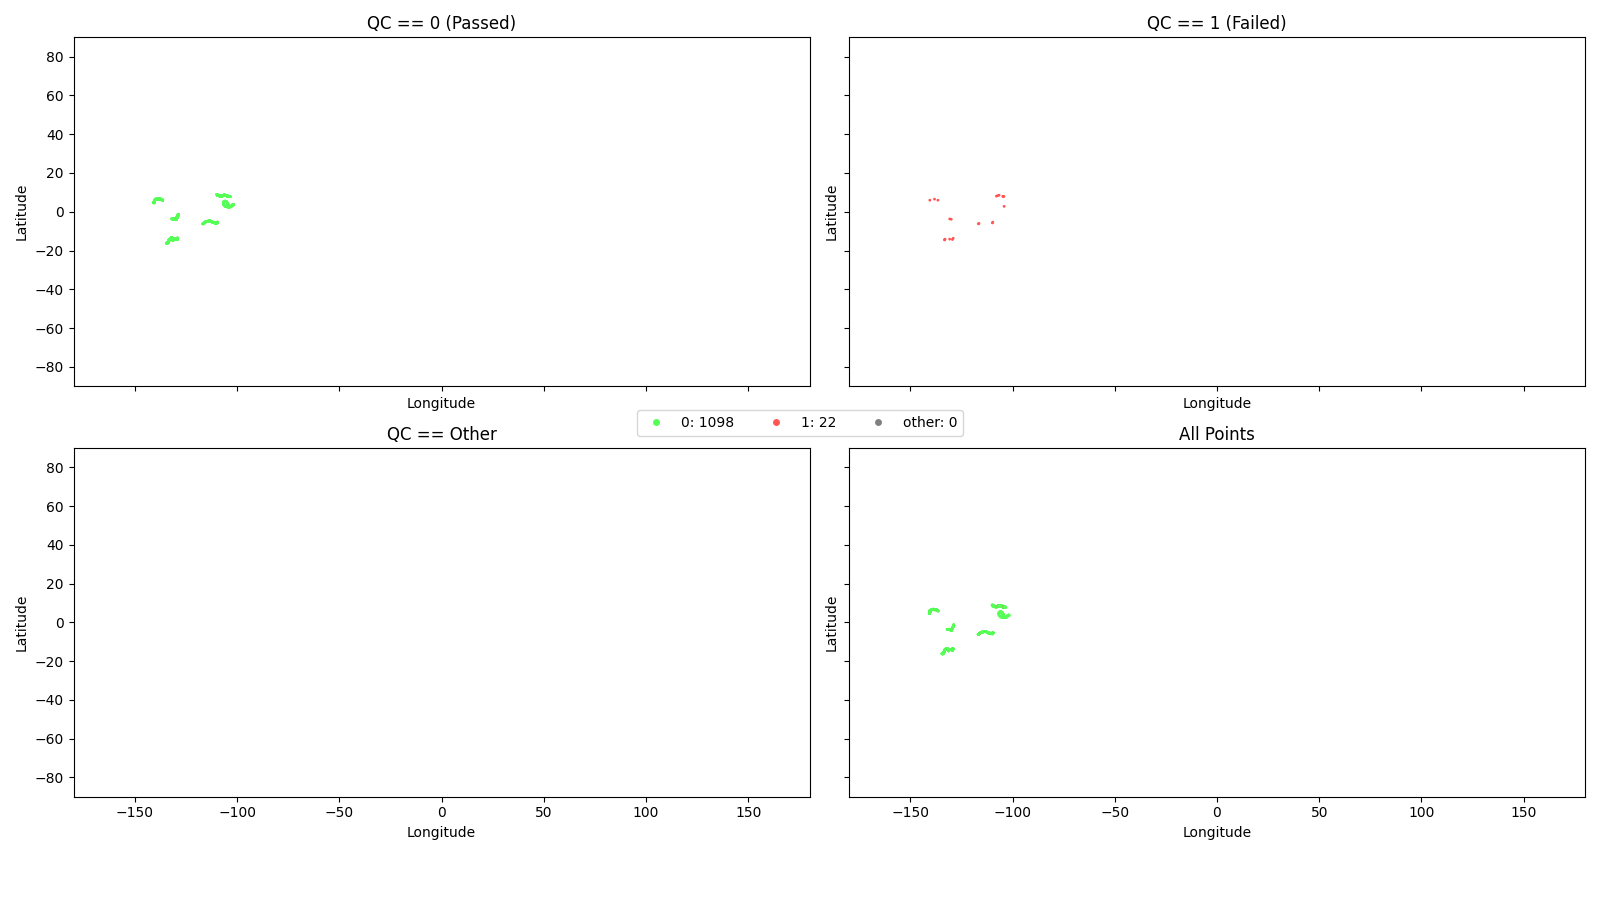 QC == 0 (Passed)
QC == 1 (Failed)
80
60
40
20
0
−20
−40
−60
−80
Latitude
Latitude
Longitude
Longitude
0: 1098
1: 22
other: 0
QC == Other
All Points
80
60
40
20
0
−20
−40
−60
−80
Latitude
Latitude
−150
−100
−50
0
50
100
150
−150
−100
−50
0
50
100
150
Longitude
Longitude